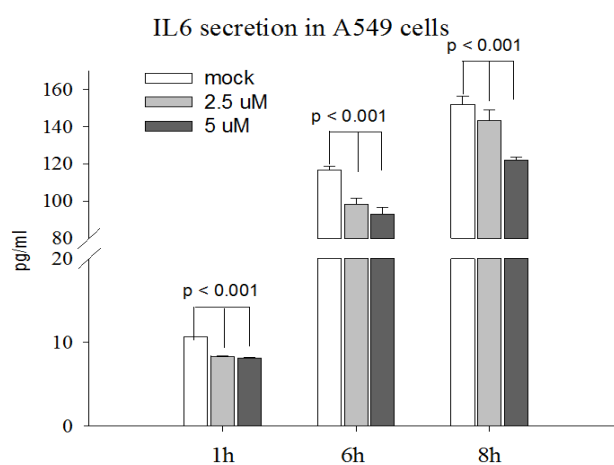 IL6 secretion in A549 cells
mock
2.5 uM
5 uM
p < 0.001
p < 0.001
p < 0.001
pg/ml
160
140
120
100
80
20
10
0
1h
6h
8h